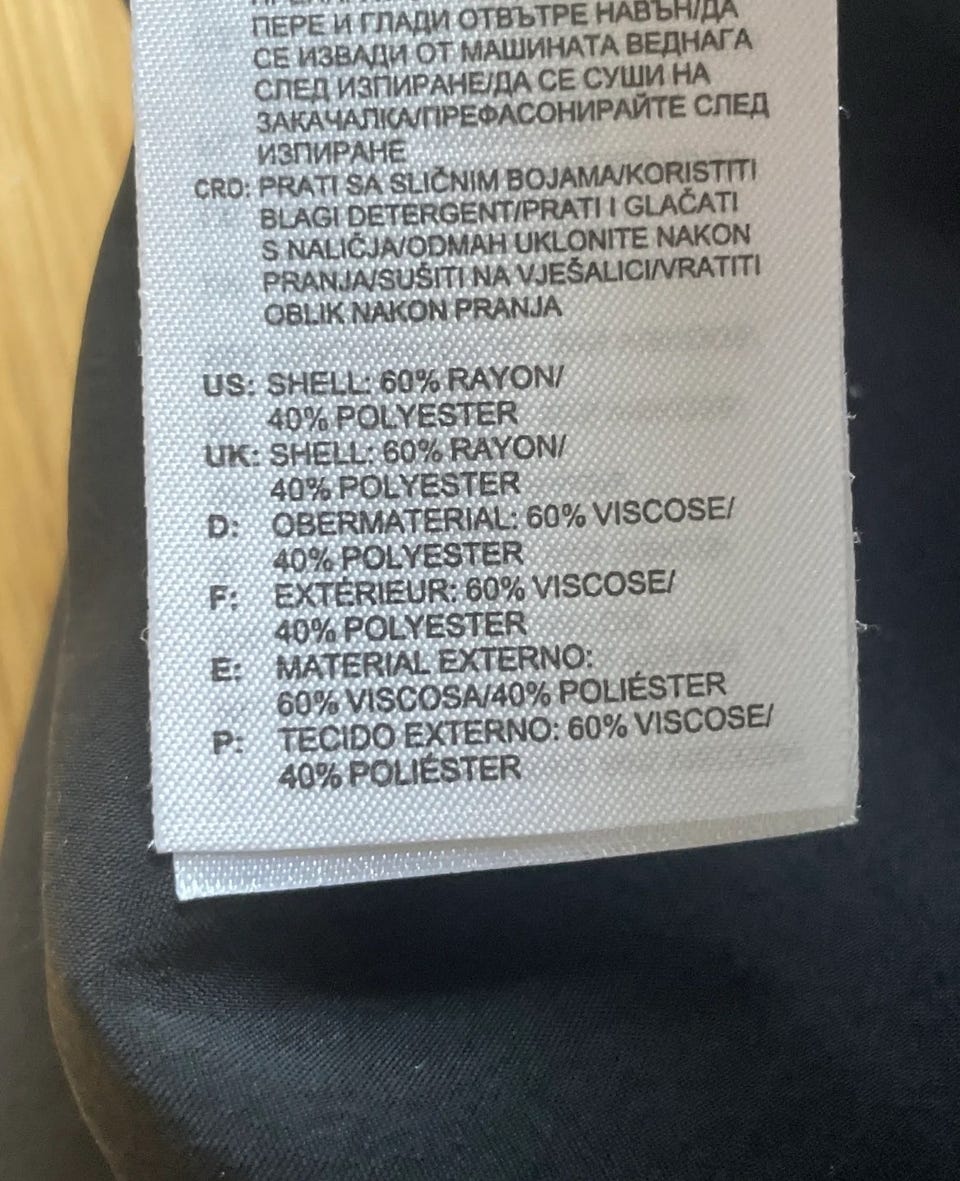 ПЕРЕ И ГЛАДИ ОТВЪТРЕ НАВЪН/ДА
СЕ ИЗВАДИ ОТ МАШИНАТА ВЕДНАГА
СЛЕД ИЗПИРАНЕ/ДА СЕ СУШИ НА
ЗАКАЧАЛКА/ПРЕФАСОНИРАЙТЕ СЛЕД
ИЗПИРАНЕ
CRO: PRATI SA SLIČNIM BOJAMA/KORISTITI
BLAGI DETERGENT/PRATI I GLAČATI
S NALIČJA/ODMAH UKLONITE NAKON
PRANJA/SUŠITI NA VJEŠALICI/VRATITI
OBLIK NAKON PRANJA
US: SHELL: 60% RAYON/
40% POLYESTER
UK: SHELL: 60% RAYON/
40% POLYESTER
D: OBERMATERIAL: 60% VISCOSE/
40% POLYESTER
F: EXTÉRIEUR: 60% VISCOSE/
40% POLYESTER
E: MATERIAL EXTERNO:
60% VISCOSA/40% POLIÉSTER
P: TECIDO EXTERNO: 60% VISCOSE/
40% POLIÉSTER